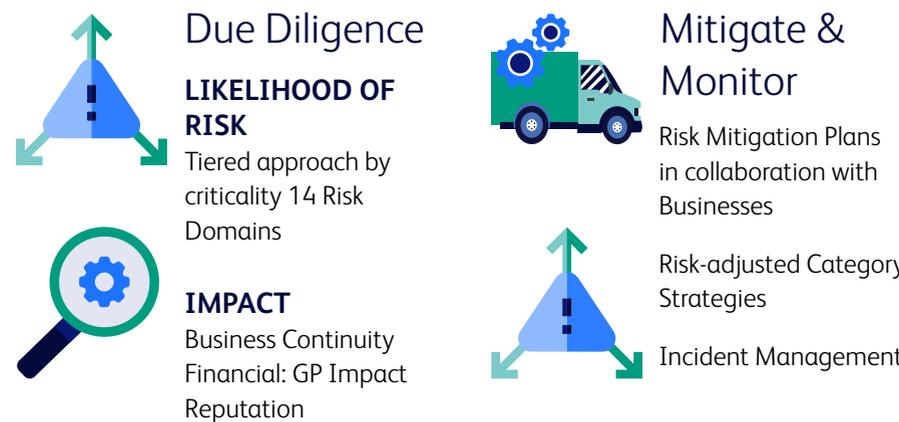 Due Diligence
LIKELIHOOD OF
RISK
Tiered approach by
criticality 14 Risk
Domains
IMPACT
Business Continuity
Financial: GP Impact
Reputation
Mitigate &
Monitor
Risk Mitigation Plans
in collaboration with
Businesses
Risk-adjusted Category
Strategies
Incident Management